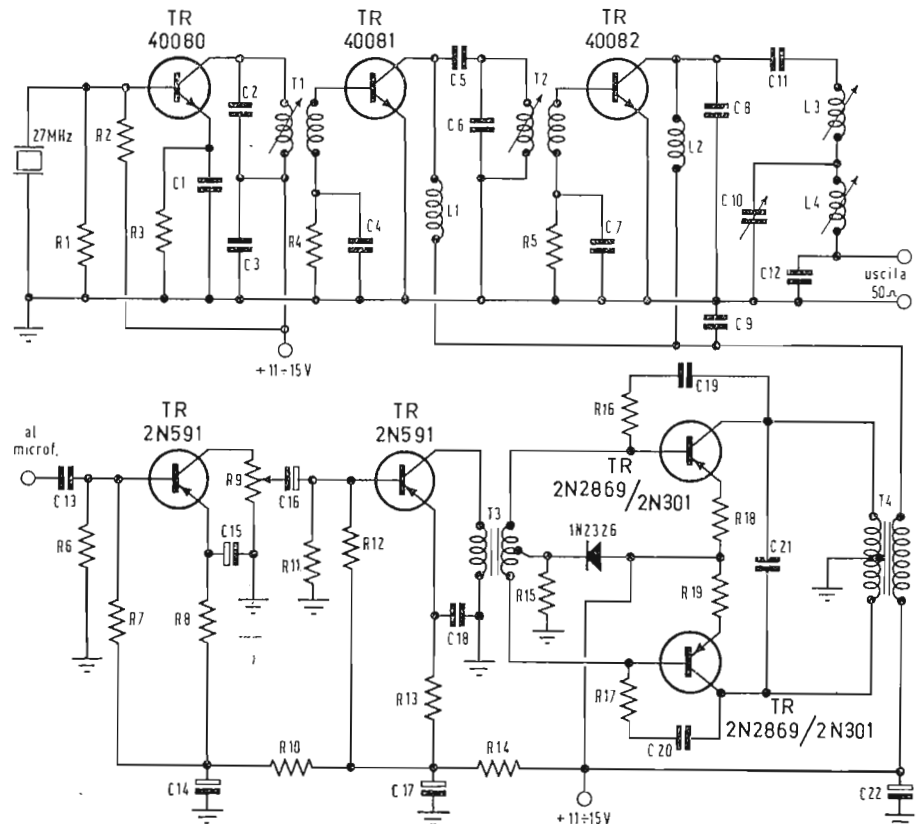 TR
40080
TR
40081
TR
40082
27MHz
R2
R1
R3
C1
C2
C3
T1
R4
C4
C5
C6
L1
T2
R5
C7
L2
C8
C9
C10
C11
L3
L4
C12
uscita
50Ω
+11÷15V
al
microf.
C13
R6
R7
TR
2N591
R8
R9
C15
C14
R10
C16
R11
R12
TR
2N591
R13
C17
C18
R14
T3
R15
1N2326
R16
C19
TR
2N2869/2N301
R18
R19
C21
T4
R17
C20
TR
2N2869/2N301
+11÷15V
C22